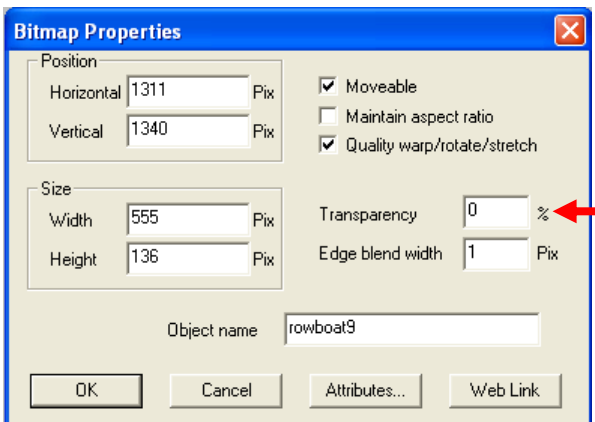 Bitmap Properties
Position
Horizontal 1311 Pix
Vertical 1340 Pix
Moveable
Maintain aspect ratio
Quality warp/rotate/stretch
Size
Width 555 Pix
Height 136 Pix
Transparency 0 %
Edge blend width 1 Pix
Object name rowboat9
OK Cancel Attributes... Web Link